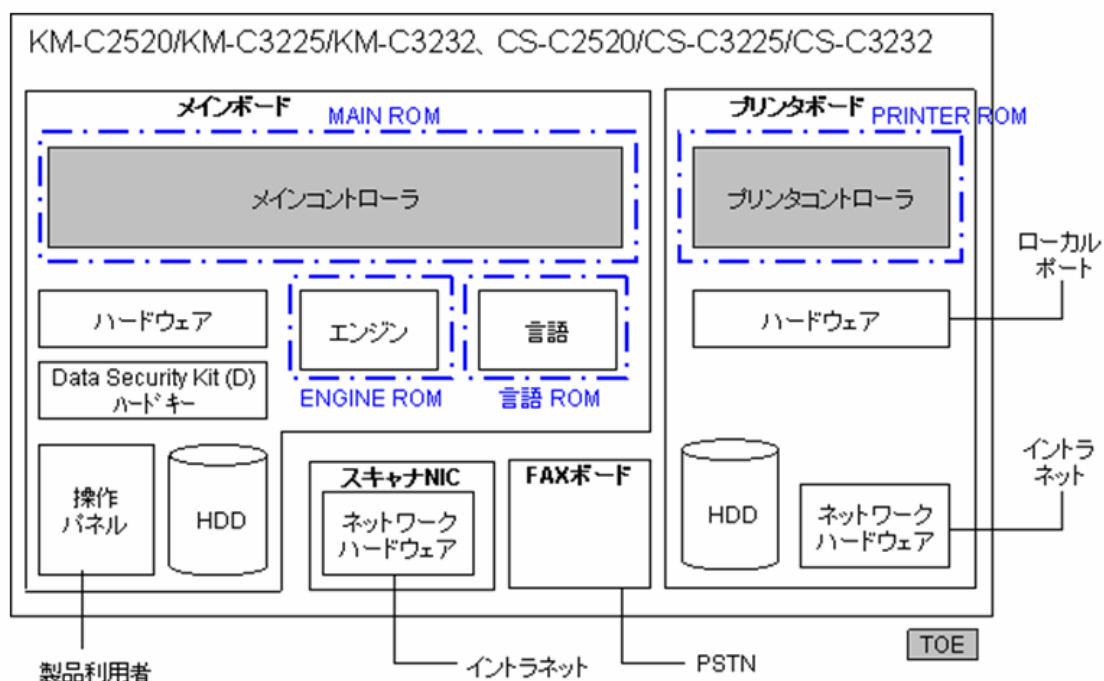 KM-C2520/KM-C3225/KM-C3232、CS-C2520/CS-C3225/CS-C3232
メインボード
MAIN ROM
メインコントローラ
ハードウェア
エンジン
言語
Data Security Kit (D)
ハードキー
ENGINE ROM
言語 ROM
操作
パネル
HDD
スキャナNIC
ネットワーク
ハードウェア
FAXボード
プリンタボード
PRINTER ROM
プリンタコントローラ
ハードウェア
HDD
ネットワーク
ハードウェア
ローカル
ポート
イントラ
ネット
TOE
製品利用者
イントラネット
PSTN